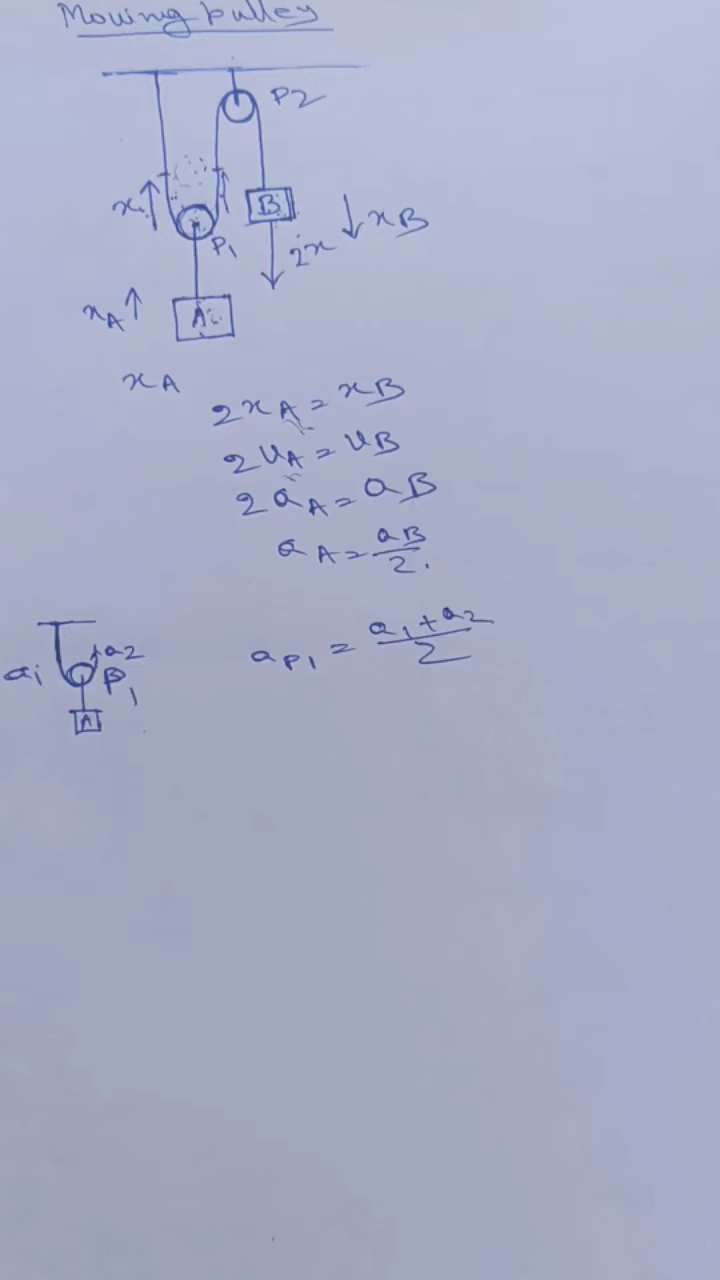 Moving pulley
P2
x
B
↓ xB
P1
2x
xA ↑
A
xA
2xA = xB
2vA = vB
2aA = aB
aA = aB/2.
a1
a2
P1
A
aP1 = a1 + a2/2